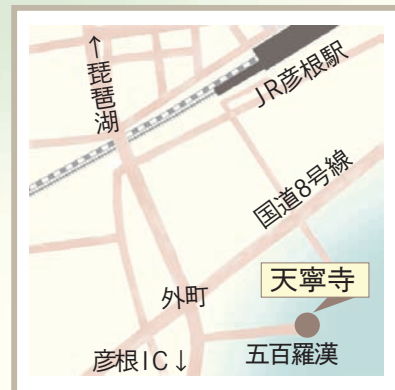 ↑琵琶湖
JR彦根駅
国道8号線
天寧寺
外町
五百羅漢
彦根IC↓